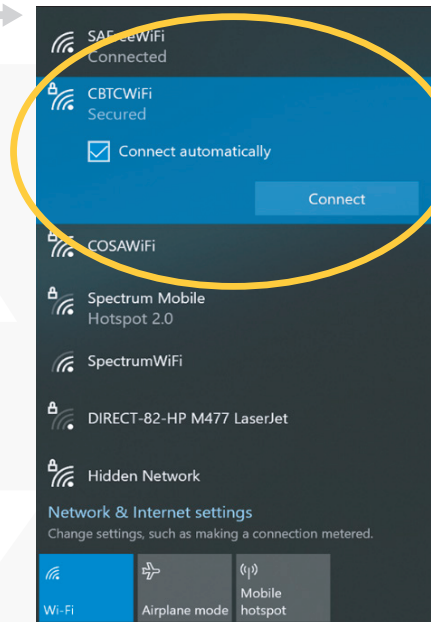 SAFreeWiFi
Connected
CBTCWiFi
Secured
Connect automatically
Connect
COSAWiFi
Spectrum Mobile
Hotspot 2.0
SpectrumWiFi
DIRECT-82-HP M477 LaserJet
Hidden Network
Network & Internet settings
Change settings, such as making a connection metered.
Wi-Fi
Airplane mode
Mobile
hotspot